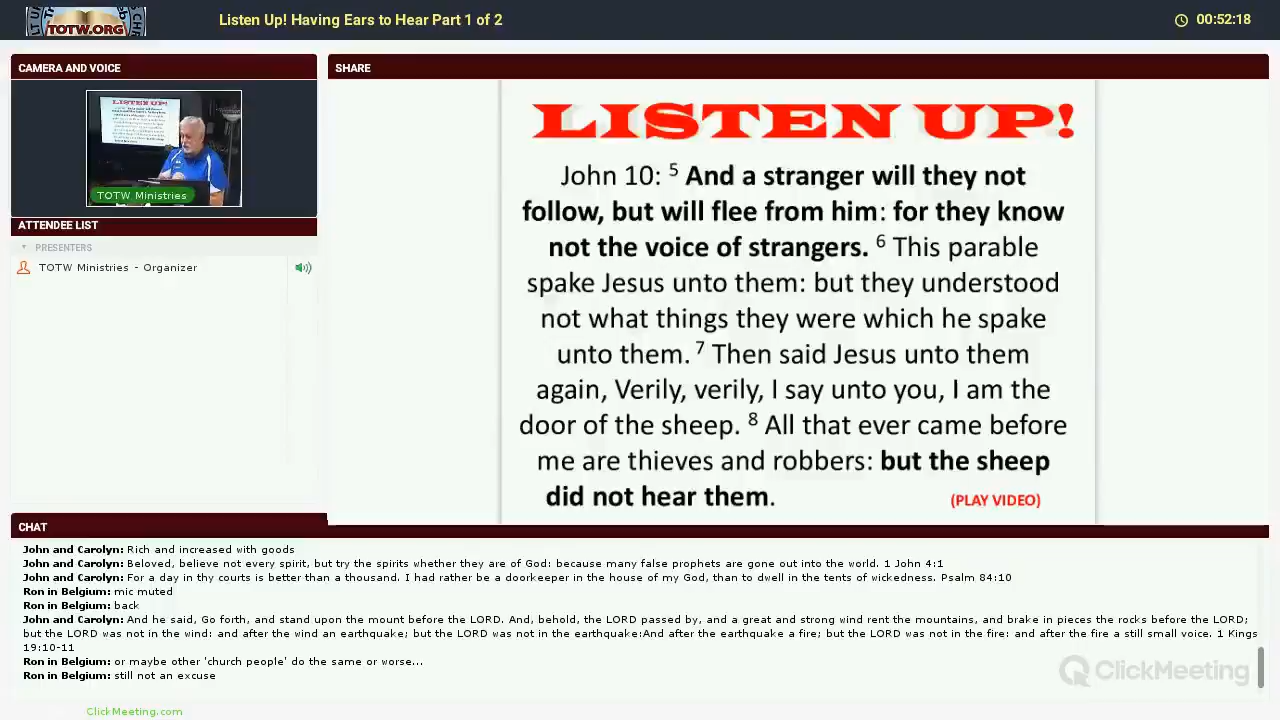 TOTW.ORG
Listen Up! Having Ears to Hear Part 1 of 2
00:52:18
CAMERA AND VOICE
LISTEN UP!
TOTW Ministries
ATTENDEE LIST
PRESENTERS
TOTW Ministries - Organizer
SHARE
LISTEN UP!
John 10: 5 And a stranger will they not
follow, but will flee from him: for they know
not the voice of strangers. 6 This parable
spake Jesus unto them: but they understood
not what things they were which he spake
unto them. 7 Then said Jesus unto them
again, Verily, verily, I say unto you, I am the
door of the sheep. 8 All that ever came before
me are thieves and robbers: but the sheep
did not hear them.
(PLAY VIDEO)
CHAT
John and Carolyn: Rich and increased with goods
John and Carolyn: Beloved, believe not every spirit, but try the spirits whether they are of God: because many false prophets are gone out into the world. 1 John 4:1
John and Carolyn: For a day in thy courts is better than a thousand. I had rather be a doorkeeper in the house of my God, than to dwell in the tents of wickedness. Psalm 84:10
Ron in Belgium: mic muted
Ron in Belgium: back
John and Carolyn: And he said, Go forth, and stand upon the mount before the LORD. And, behold, the LORD passed by, and a great and strong wind rent the mountains, and brake in pieces the rocks before the LORD;
but the LORD was not in the wind: and after the wind an earthquake; but the LORD was not in the earthquake:And after the earthquake a fire; but the LORD was not in the fire: and after the fire a still small voice. 1 Kings
19:10-11
Ron in Belgium: or maybe other 'church people' do the same or worse...
Ron in Belgium: still not an excuse
ClickMeeting
ClickMeeting.com